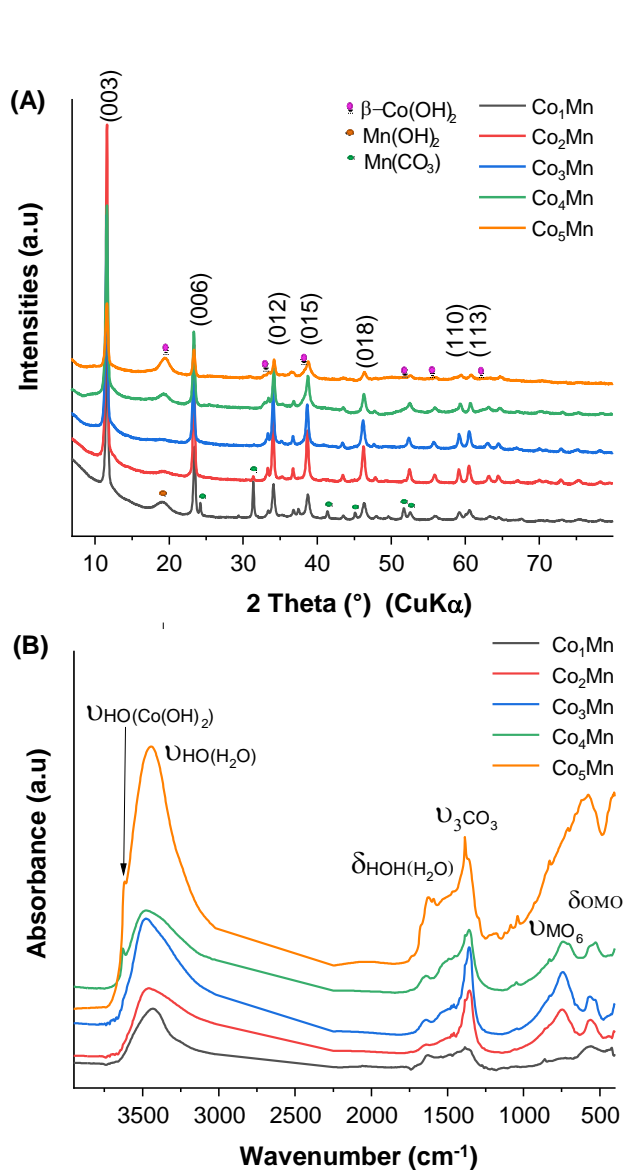 (A)
(003)
β–Co(OH)2
Mn(OH)2
Mn(CO3)
Co1Mn
Co2Mn
Co3Mn
Co4Mn
Co5Mn
(006)
(012)
(015)
(018)
(110)
(113)
Intensities (a.u)
10 20 30 40 50 60 70
2 Theta (°) (CuKα)
(B)
Co1Mn
Co2Mn
Co3Mn
Co4Mn
Co5Mn
υHO(Co(OH)2)
υHO(H2O)
υ3CO3
δHOH(H2O)
δOMO
υMO6
Absorbance (a.u)
3500 3000 2500 2000 1500 1000 500
Wavenumber (cm-1)